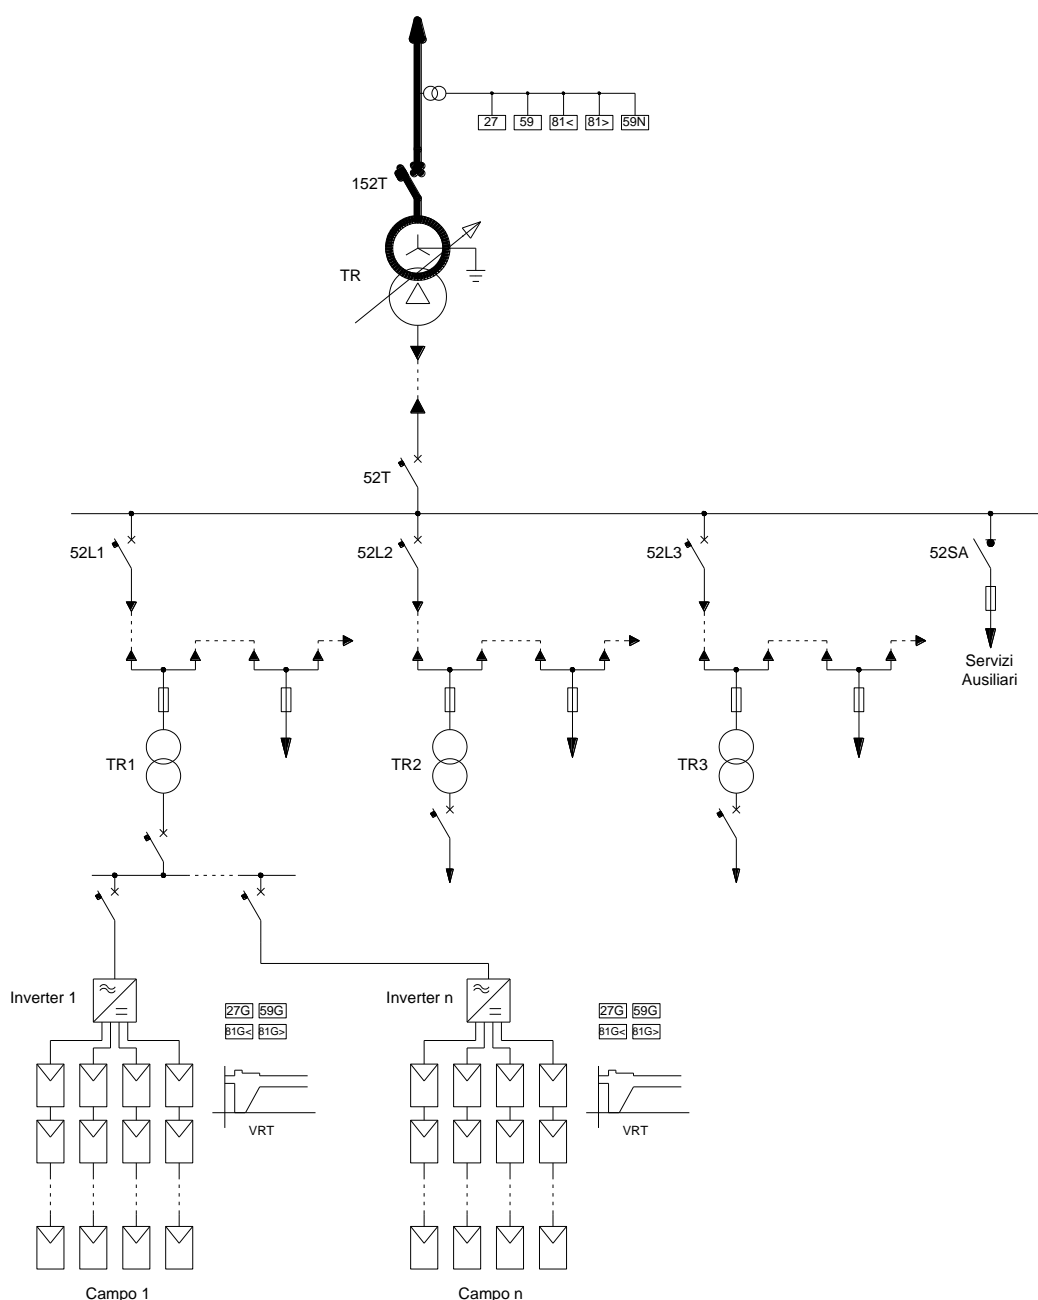 27 59 81< 81> 59N
152T
TR
52T
52L1 52L2 52L3 52SA
Servizi
Ausiliari
TR1 TR2 TR3
Inverter 1 Inverter n
27G 59G 27G 59G
81G< 81G> 81G< 81G>
VRT VRT
Campo 1 Campo n